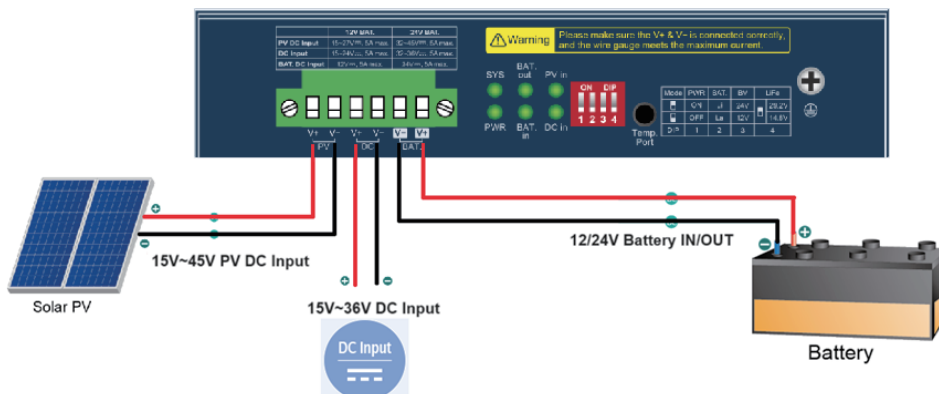 12V BAT. 24V BAT.
PV DC Input 15~27V⎓, 5A max. 32~45V⎓, 5A max.
DC Input 15~24V⎓, 5A max. 32~36V⎓, 5A max.
BAT. DC Input 12V⎓, 5A max. 24V⎓, 5A max.
Warning
Please make sure the V+ & V− is connected correctly,
and the wire gauge meets the maximum current.
SYS BAT. out PV in
PWR BAT. in DC in
ON DIP
1 2 3 4
Temp.
Port
Mode PWR BAT. BV LiFe
ON Li 24V 29.2V
OFF La 12V 14.6V
DIP 1 2 3 4
V+ V− V+ V− V− V+
PV DC BAT.
+
−
15V~45V PV DC Input
Solar PV
+ −
15V~36V DC Input
DC Input
12/24V Battery IN/OUT
− +
Battery